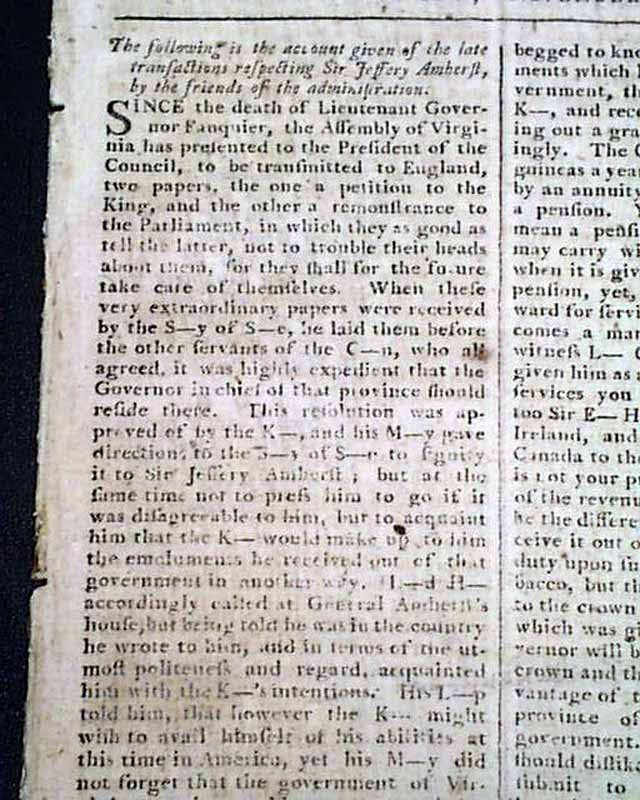 The following is the account given of the late
transactions reſpecting Sir Jeffery Amherſt,
by the friends of the adminiſtration.
SINCE the death of Lieutenant Gover-
nor Fauquier, the Aſſembly of Virgi-
nia has preſented to the Preſident of the
Council, to be tranſmitted to England,
two papers, the one a petition to the
King, and the other a remonſtrance to
the Parliament, in which they as good as
tell the latter, not to trouble their heads
about them, for they ſhall for the future
take care of themſelves. When theſe
very extraordinary papers were received
by the S—y of S—e, he laid them before
the other ſervants of the C—n, who all
agreed, it was highly expedient that the
Governor in chief of that province ſhould
reſide there. This reſolution was ap-
proved of by the K—, and his M—y gave
directions to the S—y of S—e to ſignify
it to Sir Jeffery Amherſt; but at the
ſame time not to preſs him to go if it
was diſagreeable to him, but to acquaint
him that the K— would make up to him
the emoluments he received out of that
government in another way. L—d H—
accordingly called at General Amherſt's
houſe, but being told he was in the country
he wrote to him, and in terms of the ut-
moſt politeneſs and regard, acquainted
him with the K—'s intentions. His L—p
told him, that however the K— might
wiſh to avail himſelf of his abilities at
this time in America, yet his M—y did
not forget that the government of Vir-
begged to kno
ments which
vernment, th
K—, and rece
ing out a gra
ingly. The
guineas a year
by an annuity
a penſion.
mean a penſi
may carry wi
when it is giv
penſion, yet,
ward for ſervi
comes a mar
witneſs L—
given him as a
ſervices you
too Sir E— H
Ireland, and
Canada to the
is not your p
of the revenu
be the differe
ceive it out o
duty upon
bacco, but th
to the crown
which was gi
vernor will b
crown and th
vantage of
province of
government.
ſhould diſlik
ſubmit to